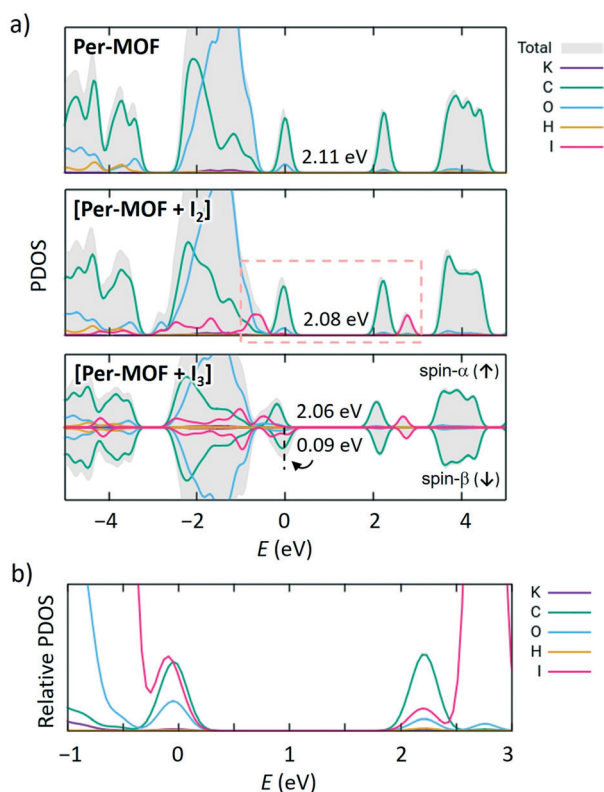 a)
Per-MOF
2.11 eV
Total
K
C
O
H
I
[Per-MOF + I₂]
2.08 eV
PDOS
[Per-MOF + I₃]
spin-α (↑)
2.06 eV
0.09 eV
spin-β (↓)
−4 −2 0 2 4
E (eV)
b)
Relative PDOS
K
C
O
H
I
−1 0 1 2 3
E (eV)